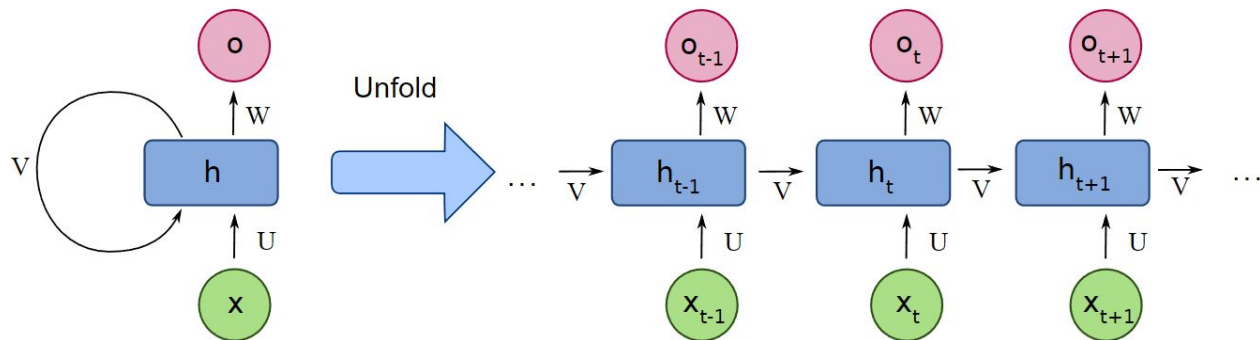 o
W
V
h
U
x
Unfold
... V
o_{t-1}
W
h_{t-1}
U
x_{t-1}
V
o_t
W
h_t
U
x_t
V
o_{t+1}
W
h_{t+1}
U
x_{t+1}
V ...